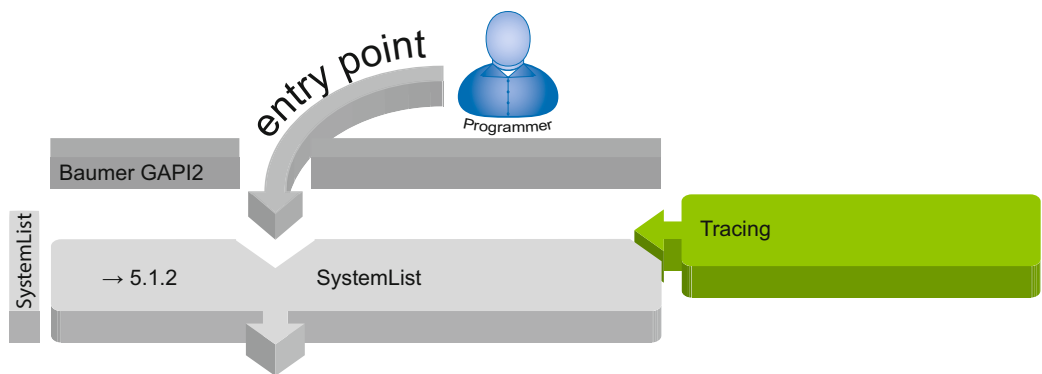 entry point
Programmer
Baumer GAPI2
SystemList
Tracing
→ 5.1.2
SystemList